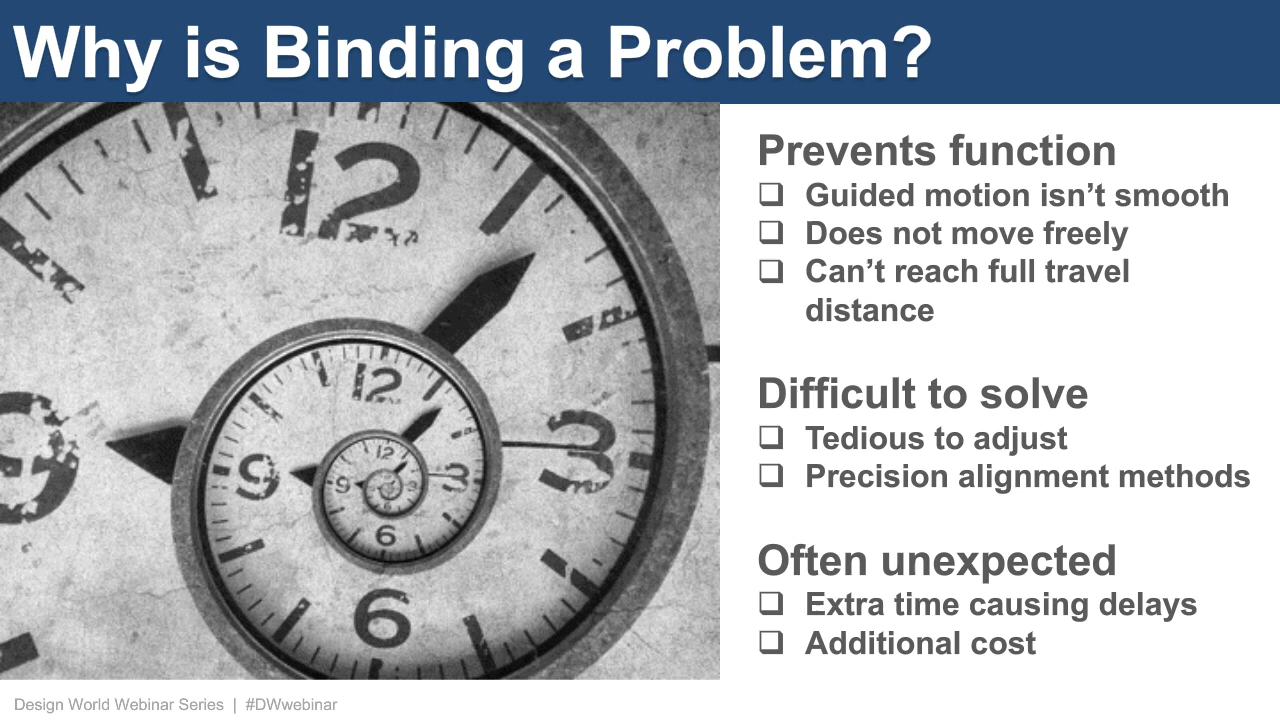 Why is Binding a Problem?
12
3
6
9
12
3
6
9
12
3
6
9
Prevents function
❑ Guided motion isn’t smooth
❑ Does not move freely
❑ Can’t reach full travel
distance
Difficult to solve
❑ Tedious to adjust
❑ Precision alignment methods
Often unexpected
❑ Extra time causing delays
❑ Additional cost
Design World Webinar Series | #DWwebinar